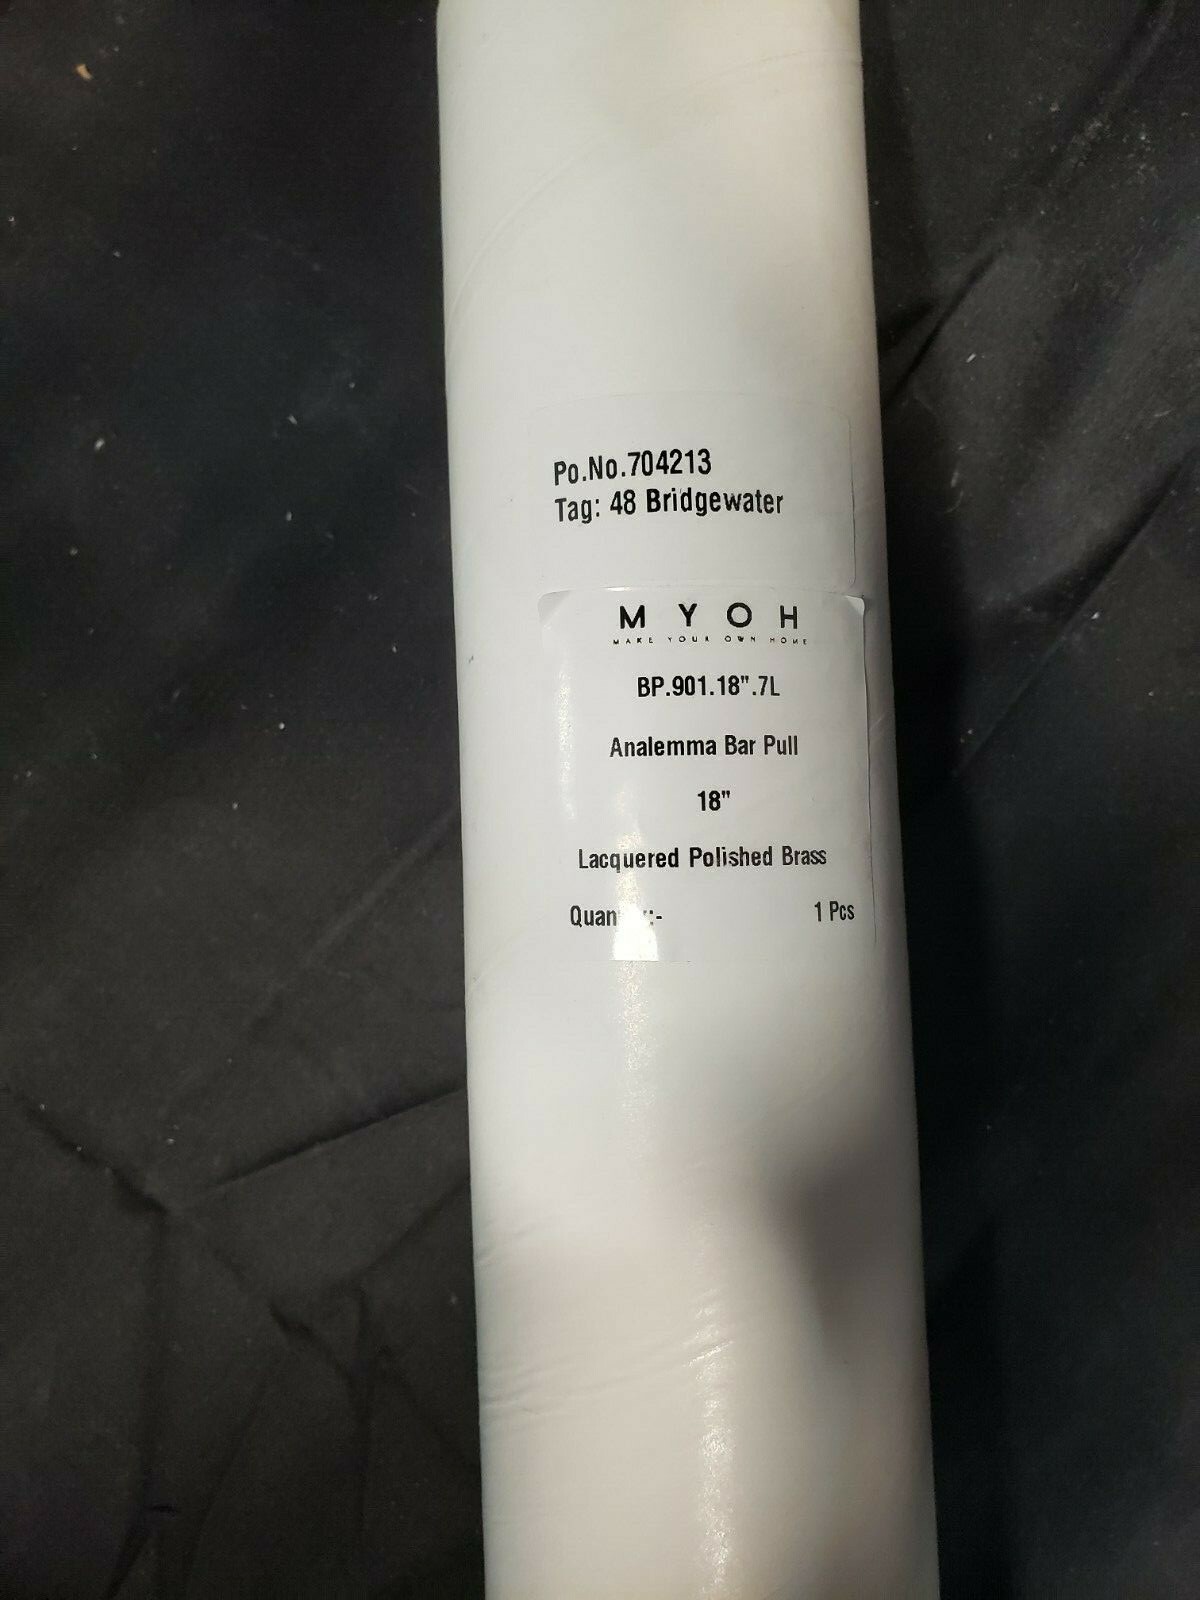 Po.No.704213
Tag: 48 Bridgewater
MYOH
MAKE YOUR OWN HOME
BP.901.18".7L
Analemma Bar Pull
18"
Lacquered Polished Brass
1 Pcs